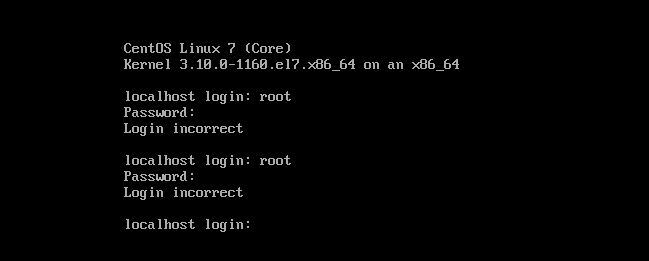 CentOS Linux 7 (Core)
Kernel 3.10.0-1160.el7.x86_64 on an x86_64
localhost login: root
Password:
Login incorrect
localhost login: root
Password:
Login incorrect
localhost login: